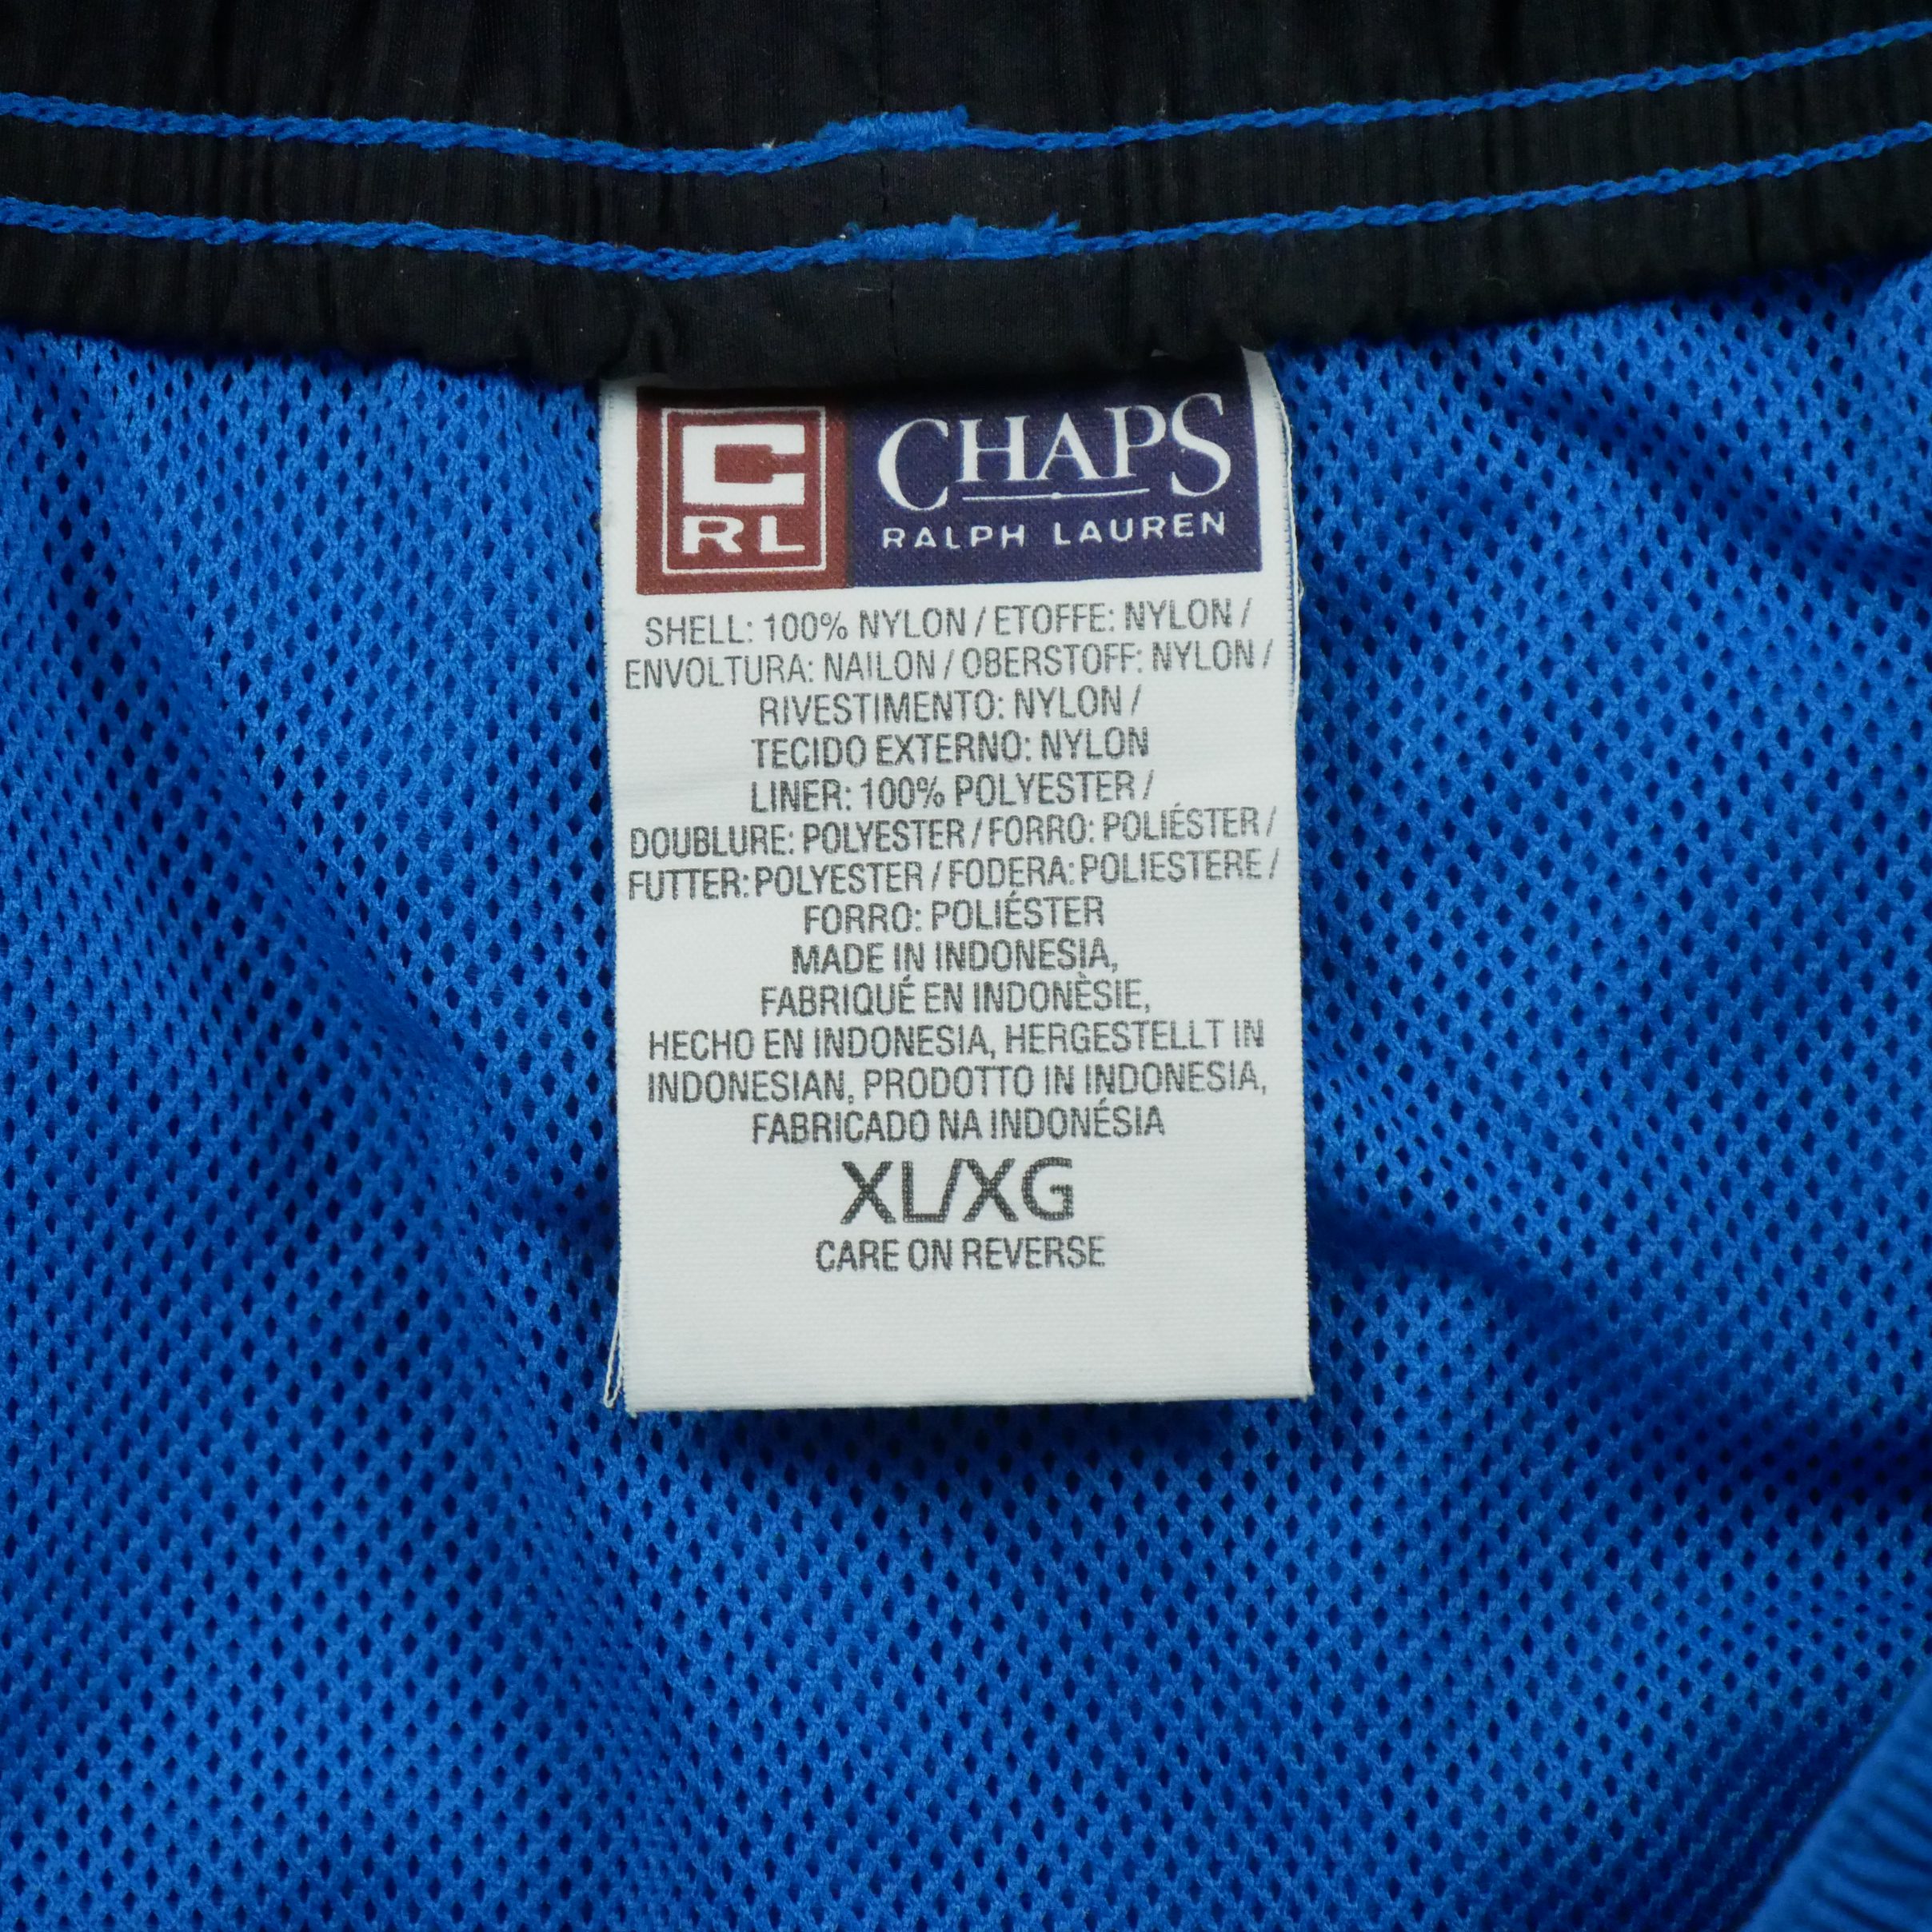 C
RL
CHAPS
RALPH LAUREN
SHELL: 100% NYLON / ETOFFE: NYLON /
ENVOLTURA: NAILON / OBERSTOFF: NYLON /
RIVESTIMENTO: NYLON /
TECIDO EXTERNO: NYLON
LINER: 100% POLYESTER /
DOUBLURE: POLYESTER / FORRO: POLIÉSTER /
FUTTER: POLYESTER / FODERA: POLIESTERE /
FORRO: POLIÉSTER
MADE IN INDONESIA,
FABRIQUÉ EN INDONÈSIE,
HECHO EN INDONESIA, HERGESTELLT IN
INDONESIAN, PRODOTTO IN INDONESIA,
FABRICADO NA INDONÉSIA
XL/XG
CARE ON REVERSE